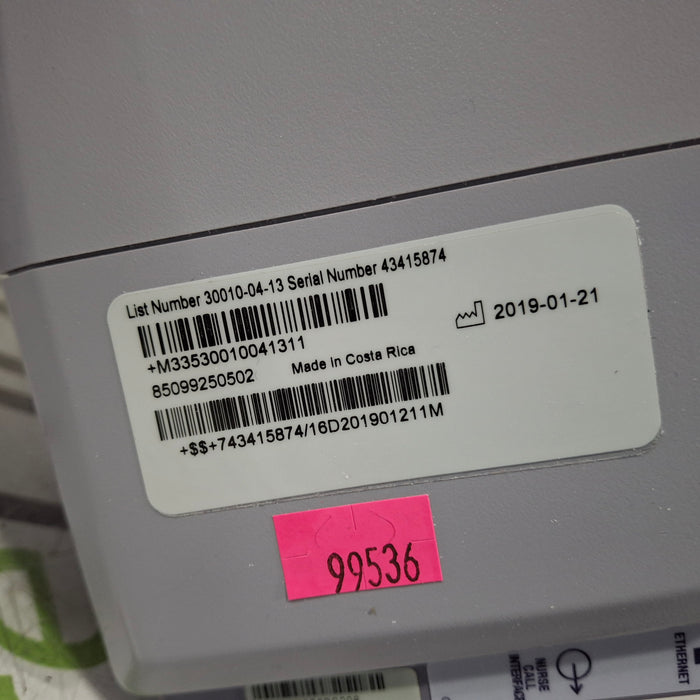 List Number 30010-04-13 Serial Number 43415874
+M33530010041311
2019-01-21
85099250502 Made in Costa Rica
+$$+743415874/16D201901211M
99536
NURSE
CALL
ETHERNET